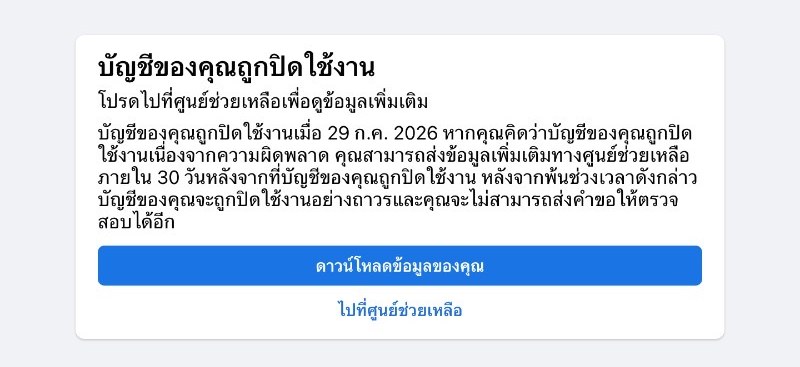 บัญชีของคุณถูกปิดใช้งาน
โปรดไปที่ศูนย์ช่วยเหลือเพื่อดูข้อมูลเพิ่มเติม
บัญชีของคุณถูกปิดใช้งานเมื่อ 29 ก.ค. 2026 หากคุณคิดว่าบัญชีของคุณถูกปิด
ใช้งานเนื่องจากความผิดพลาด คุณสามารถส่งข้อมูลเพิ่มเติมทางศูนย์ช่วยเหลือ
ภายใน 30 วันหลังจากที่บัญชีของคุณถูกปิดใช้งาน หลังจากพ้นช่วงเวลาดังกล่าว
บัญชีของคุณจะถูกปิดใช้งานอย่างถาวรและคุณจะไม่สามารถส่งคำขอให้ตรวจ
สอบได้อีก
ดาวน์โหลดข้อมูลของคุณ
ไปที่ศูนย์ช่วยเหลือ